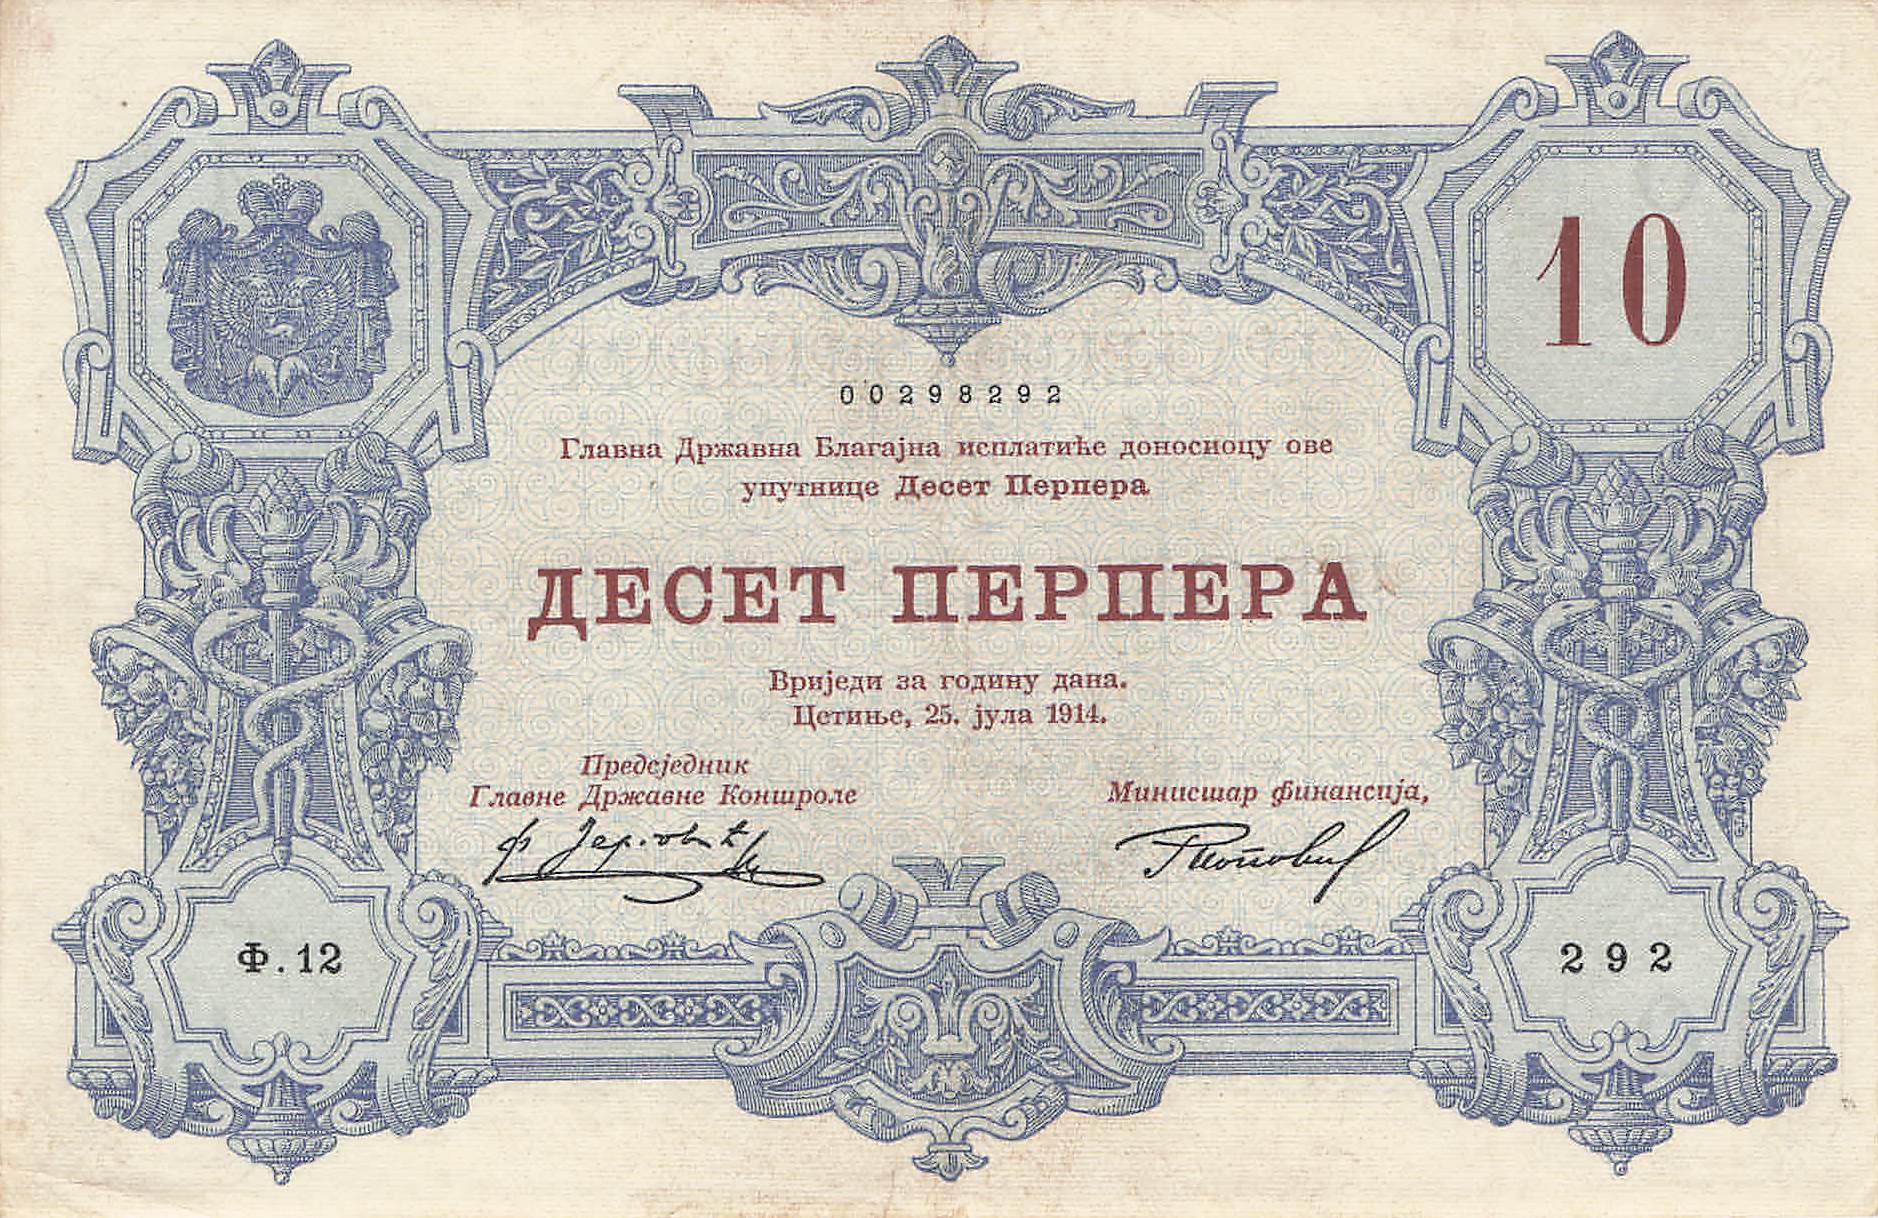 10
00298292
Главна Државна Благајна исплатиће доносиоцу ове
упутнице Десет Перпера
ДЕСЕТ ПЕРПЕРА
Вриједи за годину дана.
Цетиње, 25. јула 1914.
Предсједник
Главне Државне Контроле
Министар финансија,
Ф.12
292